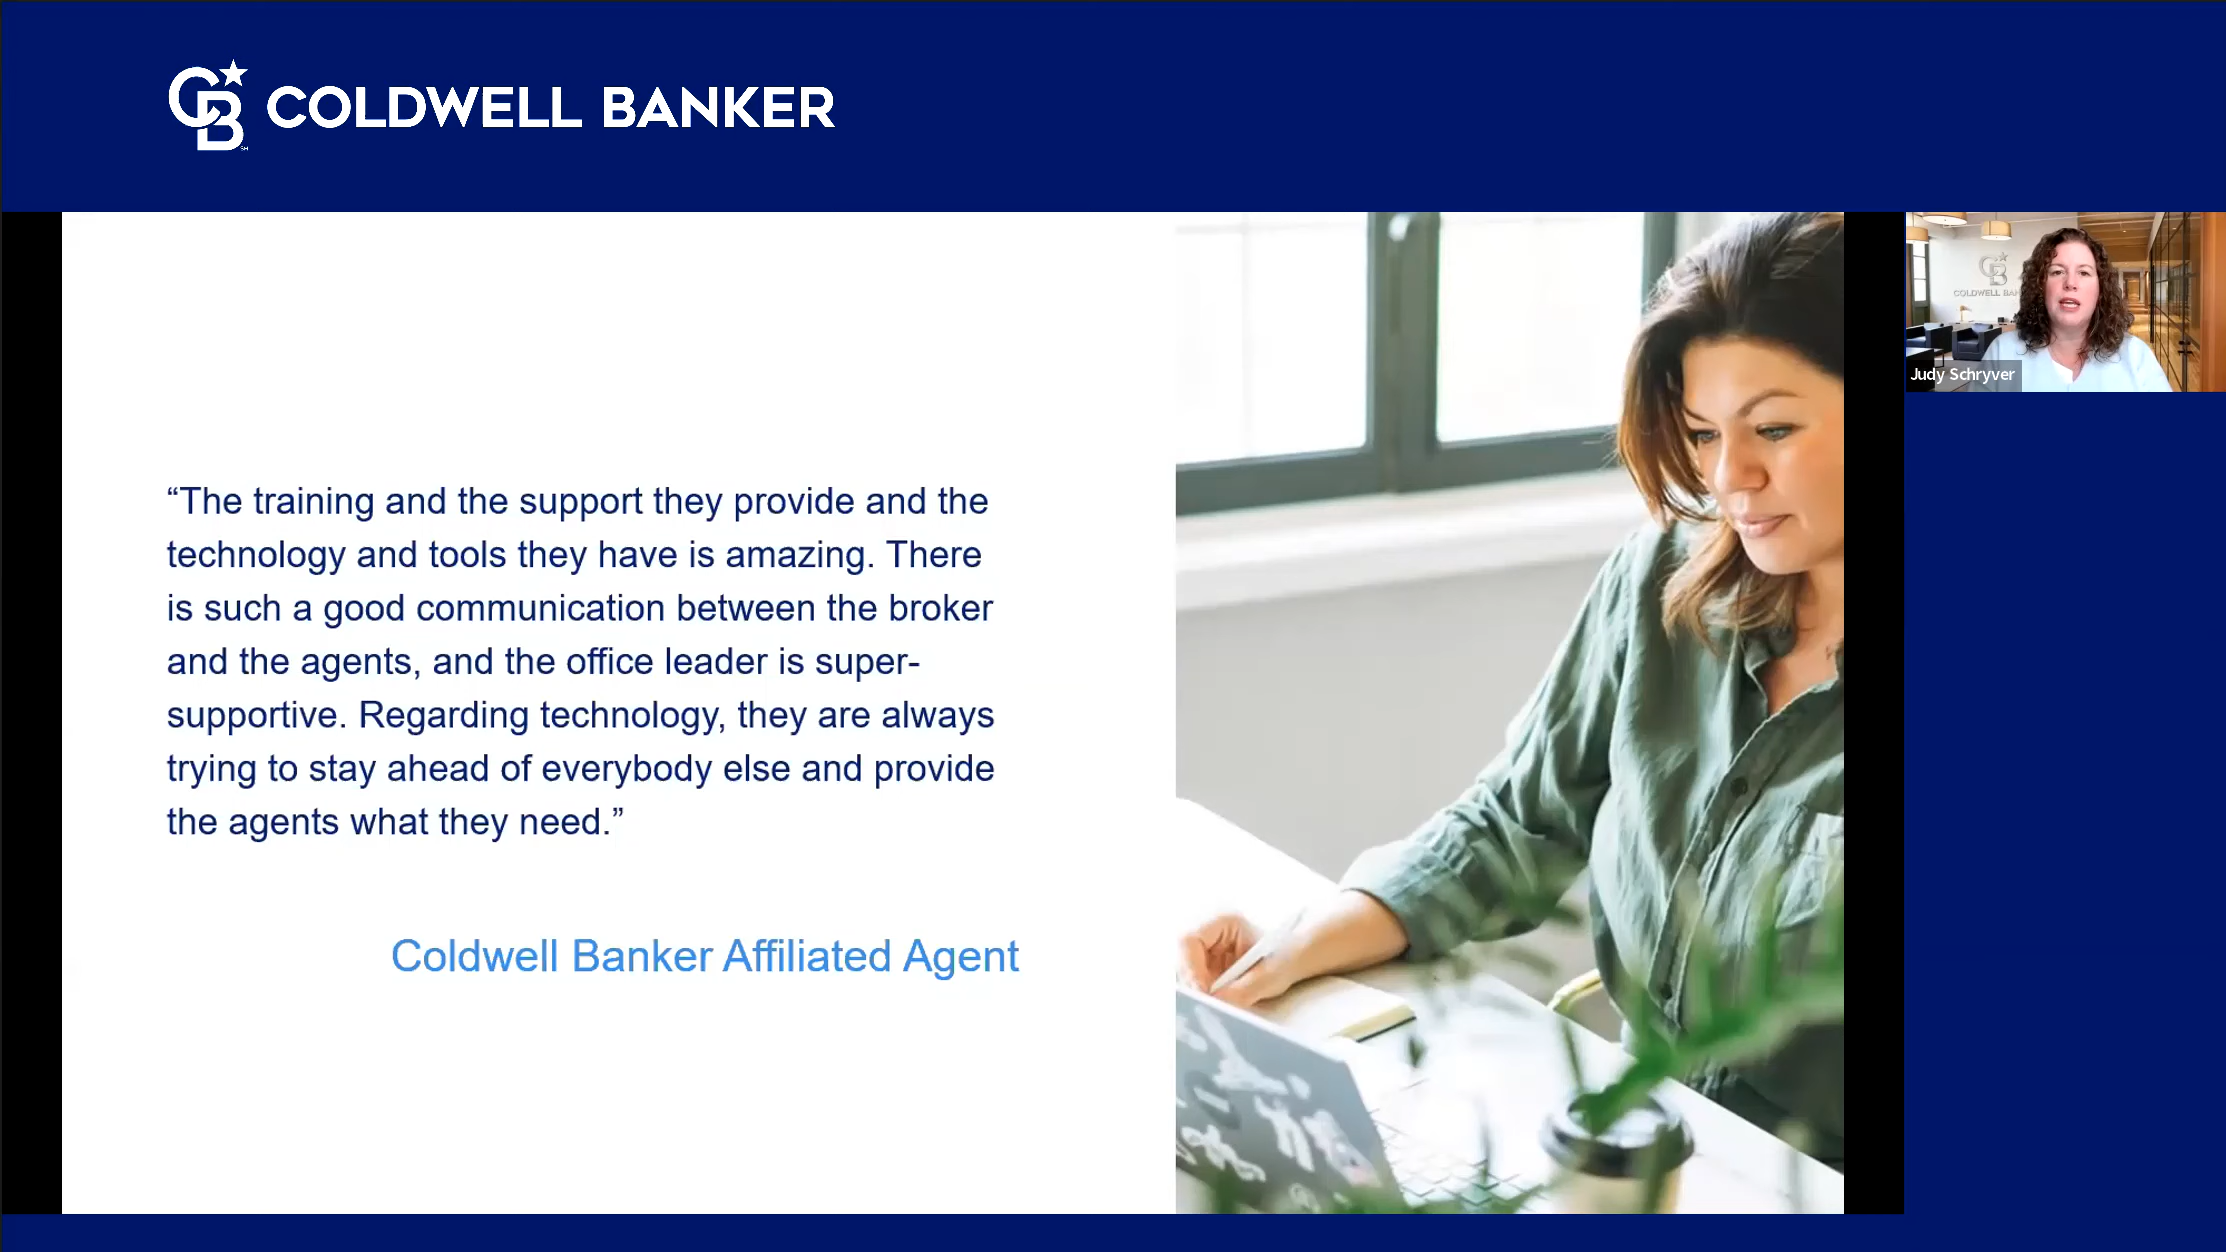 COLDWELL BANKER
“The training and the support they provide and the
technology and tools they have is amazing. There
is such a good communication between the broker
and the agents, and the office leader is super-
supportive. Regarding technology, they are always
trying to stay ahead of everybody else and provide
the agents what they need.”
Coldwell Banker Affiliated Agent
CB
COLDWELL BAN
Judy Schryver